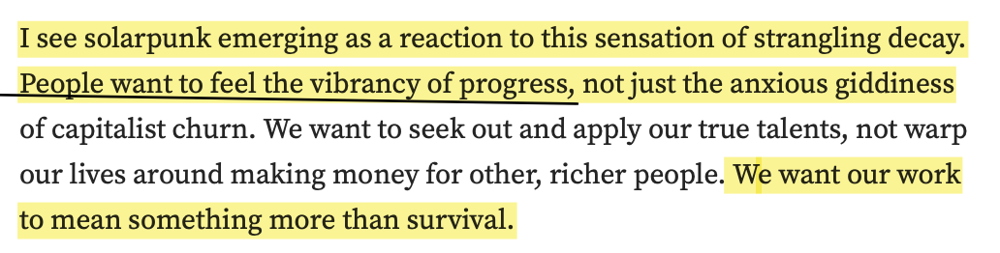 I see solarpunk emerging as a reaction to this sensation of strangling decay.
People want to feel the vibrancy of progress, not just the anxious giddiness
of capitalist churn. We want to seek out and apply our true talents, not warp
our lives around making money for other, richer people. We want our work
to mean something more than survival.